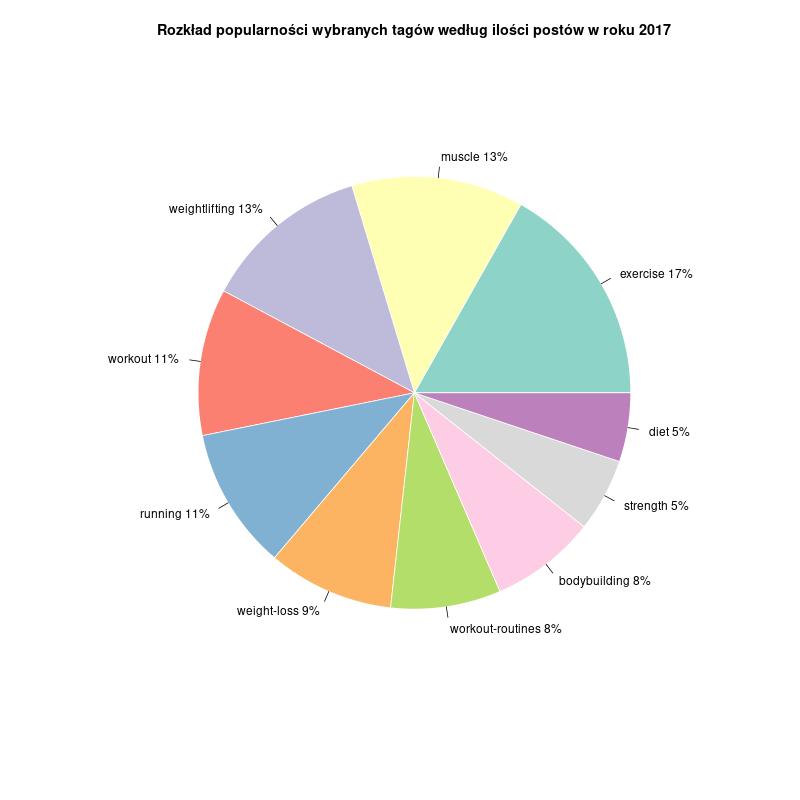 Rozkład popularności wybranych tagów według ilości postów w roku 2017
muscle 13%
weightlifting 13%
exercise 17%
workout 11%
diet 5%
strength 5%
running 11%
bodybuilding 8%
weight-loss 9%
workout-routines 8%